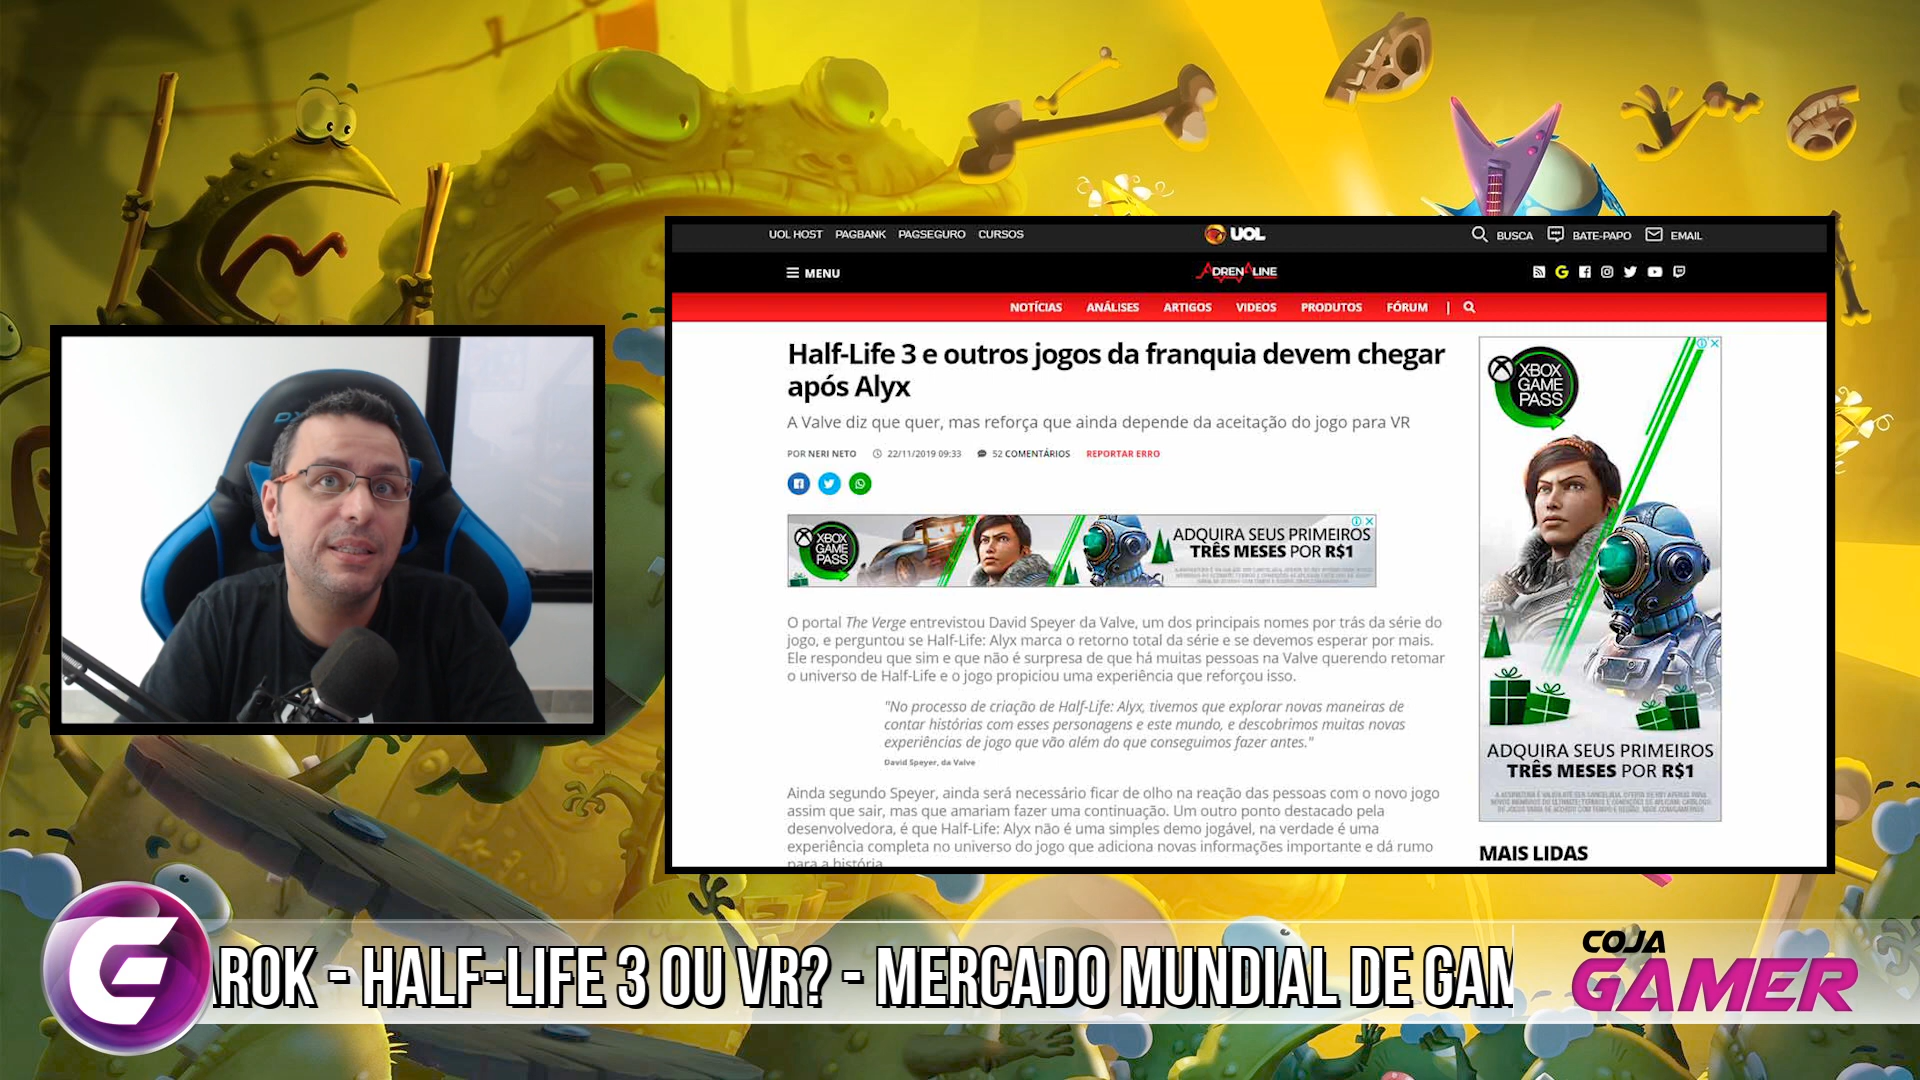 UOL HOST PAGBANK PAGSEGURO CURSOS
UOL
BUSCA BATE-PAPO EMAIL
MENU
ADRENALINE
NOTÍCIAS ANÁLISES ARTIGOS VIDEOS PRODUTOS FÓRUM |
Half-Life 3 e outros jogos da franquia devem chegar
após Alyx
A Valve diz que quer, mas reforça que ainda depende da aceitação do jogo para VR
POR NERI NETO 22/11/2019 09:33 52 COMENTÁRIOS REPORTAR ERRO
XBOX
GAME
PASS
ADQUIRA SEUS PRIMEIROS
TRÊS MESES POR R$1
O portal The Verge entrevistou David Speyer da Valve, um dos principais nomes por trás da série do
jogo, e perguntou se Half-Life: Alyx marca o retorno total da série e se devemos esperar por mais.
Ele respondeu que sim e que não é surpresa de que há muitas pessoas na Valve querendo retomar
o universo de Half-Life e o jogo propiciou uma experiência que reforçou isso.
"No processo de criação de Half-Life: Alyx, tivemos que explorar novas maneiras de
contar histórias com esses personagens e este mundo, e descobrimos muitas novas
experiências de jogo que vão além do que conseguimos fazer antes."
David Speyer, da Valve
Ainda segundo Speyer, ainda será necessário ficar de olho na reação das pessoas com o novo jogo
assim que sair, mas que amariam fazer uma continuação. Um outro ponto destacado pela
desenvolvedora, é que Half-Life: Alyx não é uma simples demo jogável, na verdade é uma
experiência completa no universo do jogo que adiciona novas informações importante e dá rumo
para a história
XBOX
GAME
PASS
ADQUIRA SEUS PRIMEIROS
TRÊS MESES POR R$1
MAIS LIDAS
AROK - HALF-LIFE 3 OU VR? - MERCADO MUNDIAL DE GAM
COJA
GAMER